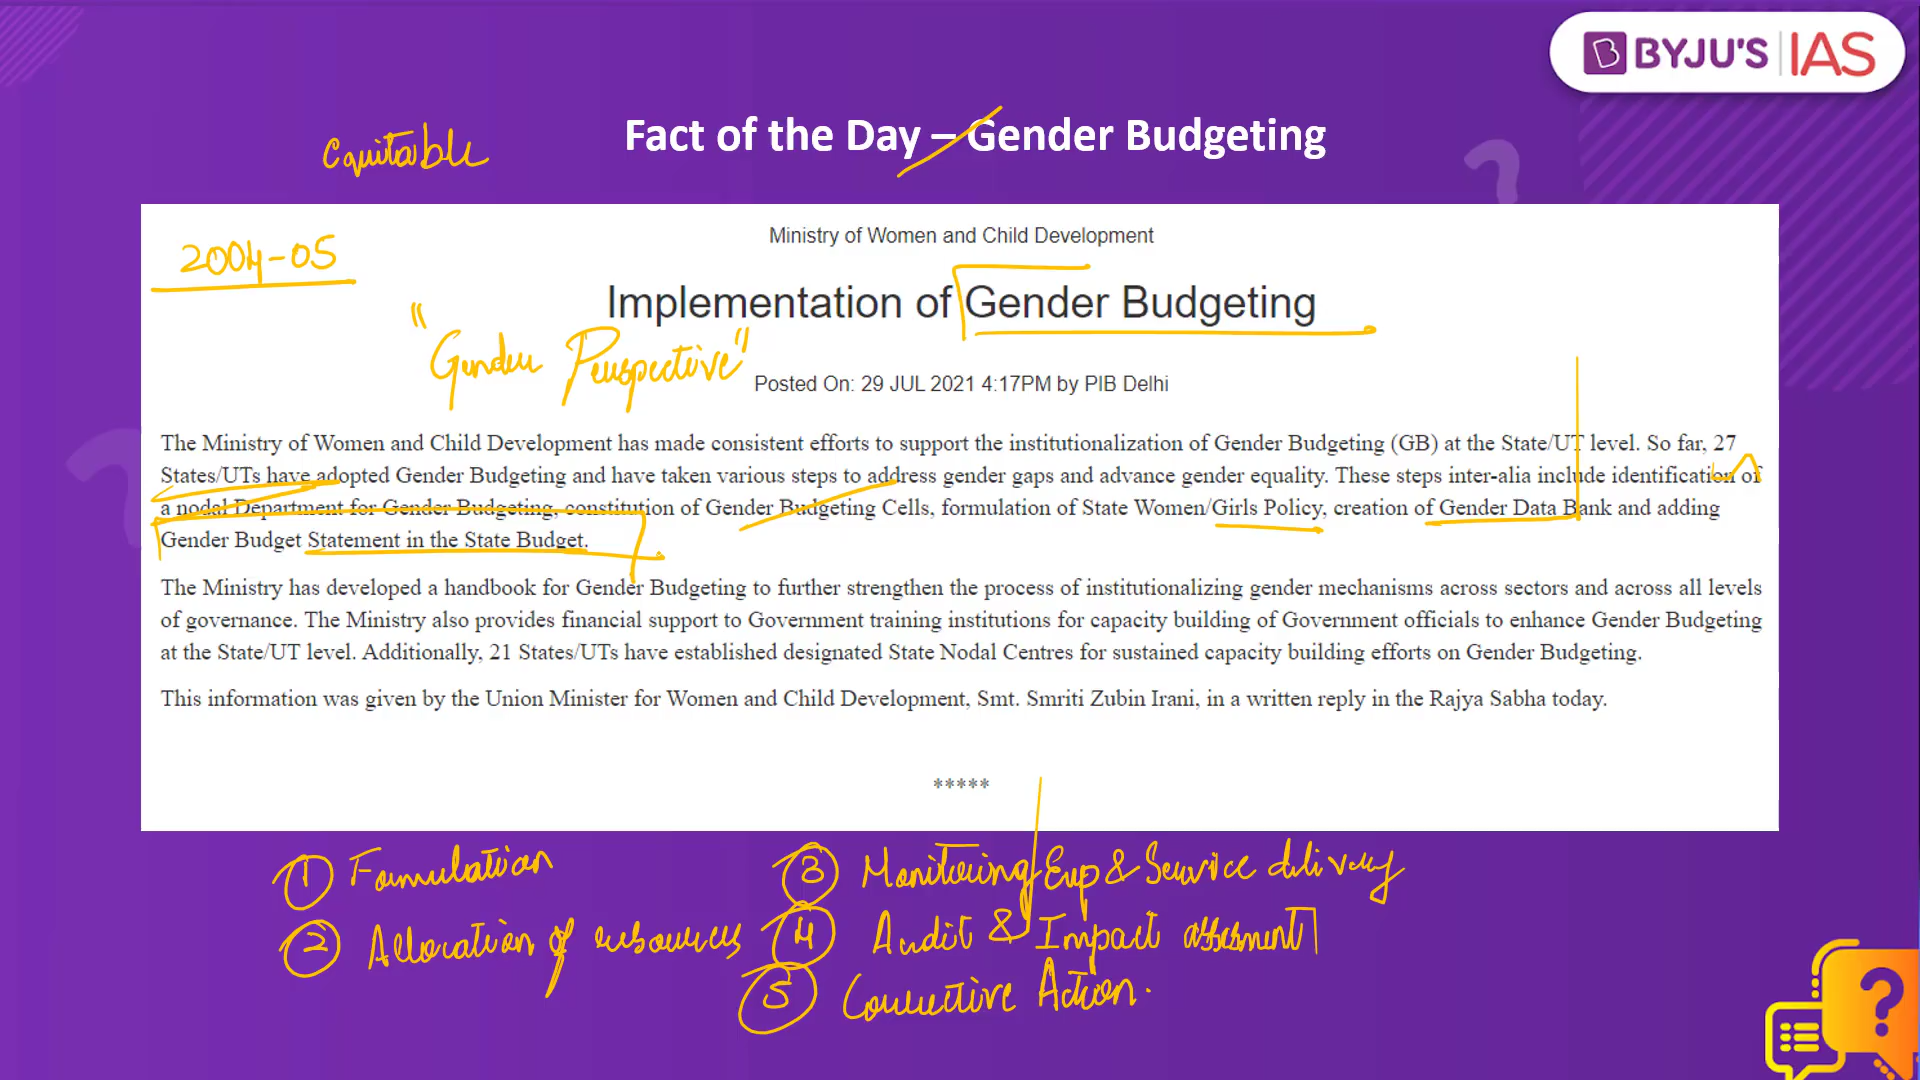 BYJU'S IAS
Fact of the Day – Gender Budgeting
Equitable
Ministry of Women and Child Development
2004-05
Implementation of Gender Budgeting
"Gender Perspective"
Posted On: 29 JUL 2021 4:17PM by PIB Delhi
The Ministry of Women and Child Development has made consistent efforts to support the institutionalization of Gender Budgeting (GB) at the State/UT level. So far, 27
States/UTs have adopted Gender Budgeting and have taken various steps to address gender gaps and advance gender equality. These steps inter-alia include identification of
a nodal Department for Gender Budgeting, constitution of Gender Budgeting Cells, formulation of State Women/Girls Policy, creation of Gender Data Bank and adding
Gender Budget Statement in the State Budget.
The Ministry has developed a handbook for Gender Budgeting to further strengthen the process of institutionalizing gender mechanisms across sectors and across all levels
of governance. The Ministry also provides financial support to Government training institutions for capacity building of Government officials to enhance Gender Budgeting
at the State/UT level. Additionally, 21 States/UTs have established designated State Nodal Centres for sustained capacity building efforts on Gender Budgeting.
This information was given by the Union Minister for Women and Child Development, Smt. Smriti Zubin Irani, in a written reply in the Rajya Sabha today.
*****
1 Formulation
2 Allocation of resources
3 Monitoring Exp & Service delivery
4 Audit & Impact assessment
5 Corrective Action.